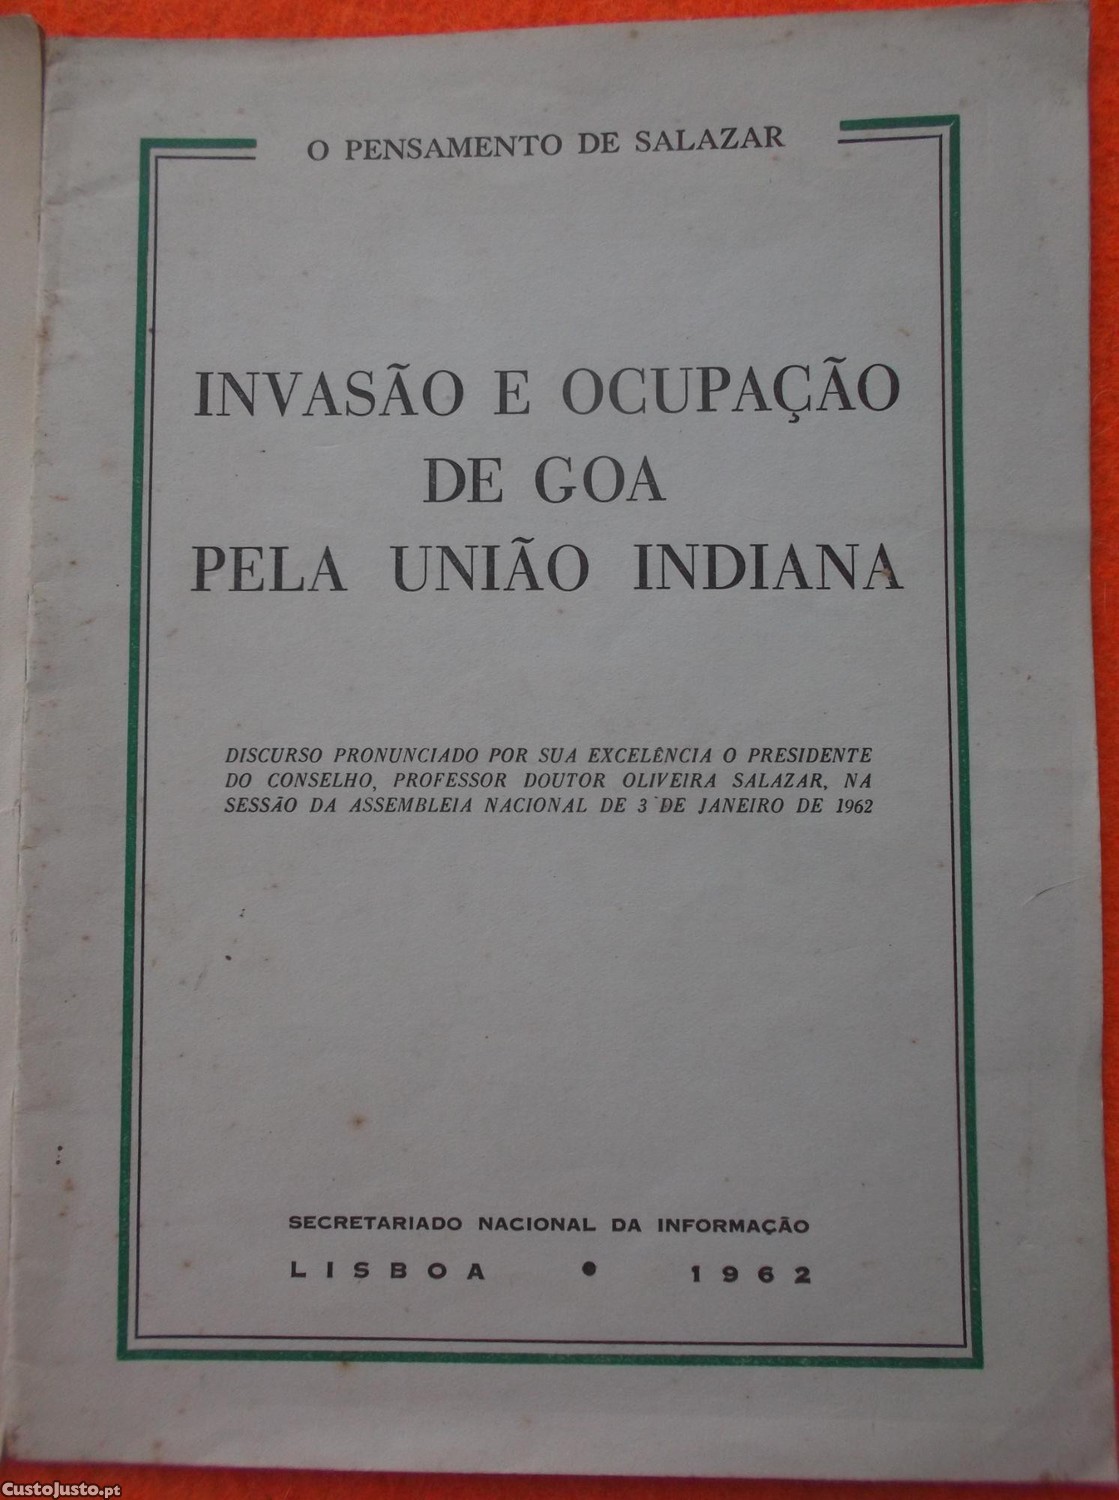 O PENSAMENTO DE SALAZAR
INVASÃO E OCUPAÇÃO
DE GOA
PELA UNIÃO INDIANA
DISCURSO PRONUNCIADO POR SUA EXCELÊNCIA O PRESIDENTE
DO CONSELHO, PROFESSOR DOUTOR OLIVEIRA SALAZAR, NA
SESSÃO DA ASSEMBLEIA NACIONAL DE 3 DE JANEIRO DE 1962
SECRETARIADO NACIONAL DA INFORMAÇÃO
LISBOA • 1962
CustoJusto.pt